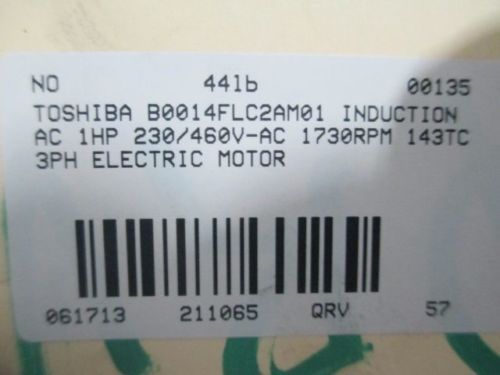 NO 44lb 00135
TOSHIBA B0014FLC2AM01 INDUCTION
AC 1HP 230/460V-AC 1730RPM 143TC
3PH ELECTRIC MOTOR
061713 211065 QRV 57